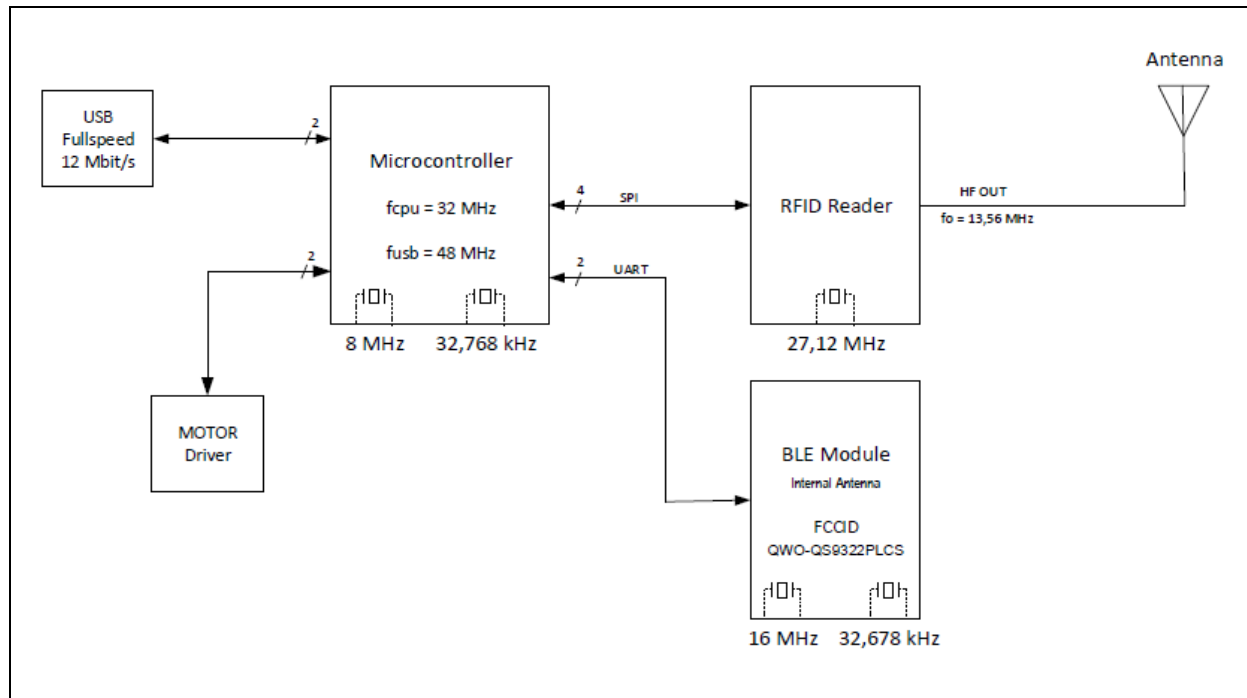 Antenna
USB
Fullspeed
12 Mbit/s
2
Microcontroller
fcpu = 32 MHz
fusb = 48 MHz
8 MHz
32,768 kHz
4
SPI
2
UART
RFID Reader
27,12 MHz
HF OUT
fo = 13,56 MHz
2
MOTOR
Driver
BLE Module
Internal Antenna
FCCID
QWO-QS9322PLCS
16 MHz
32,678 kHz